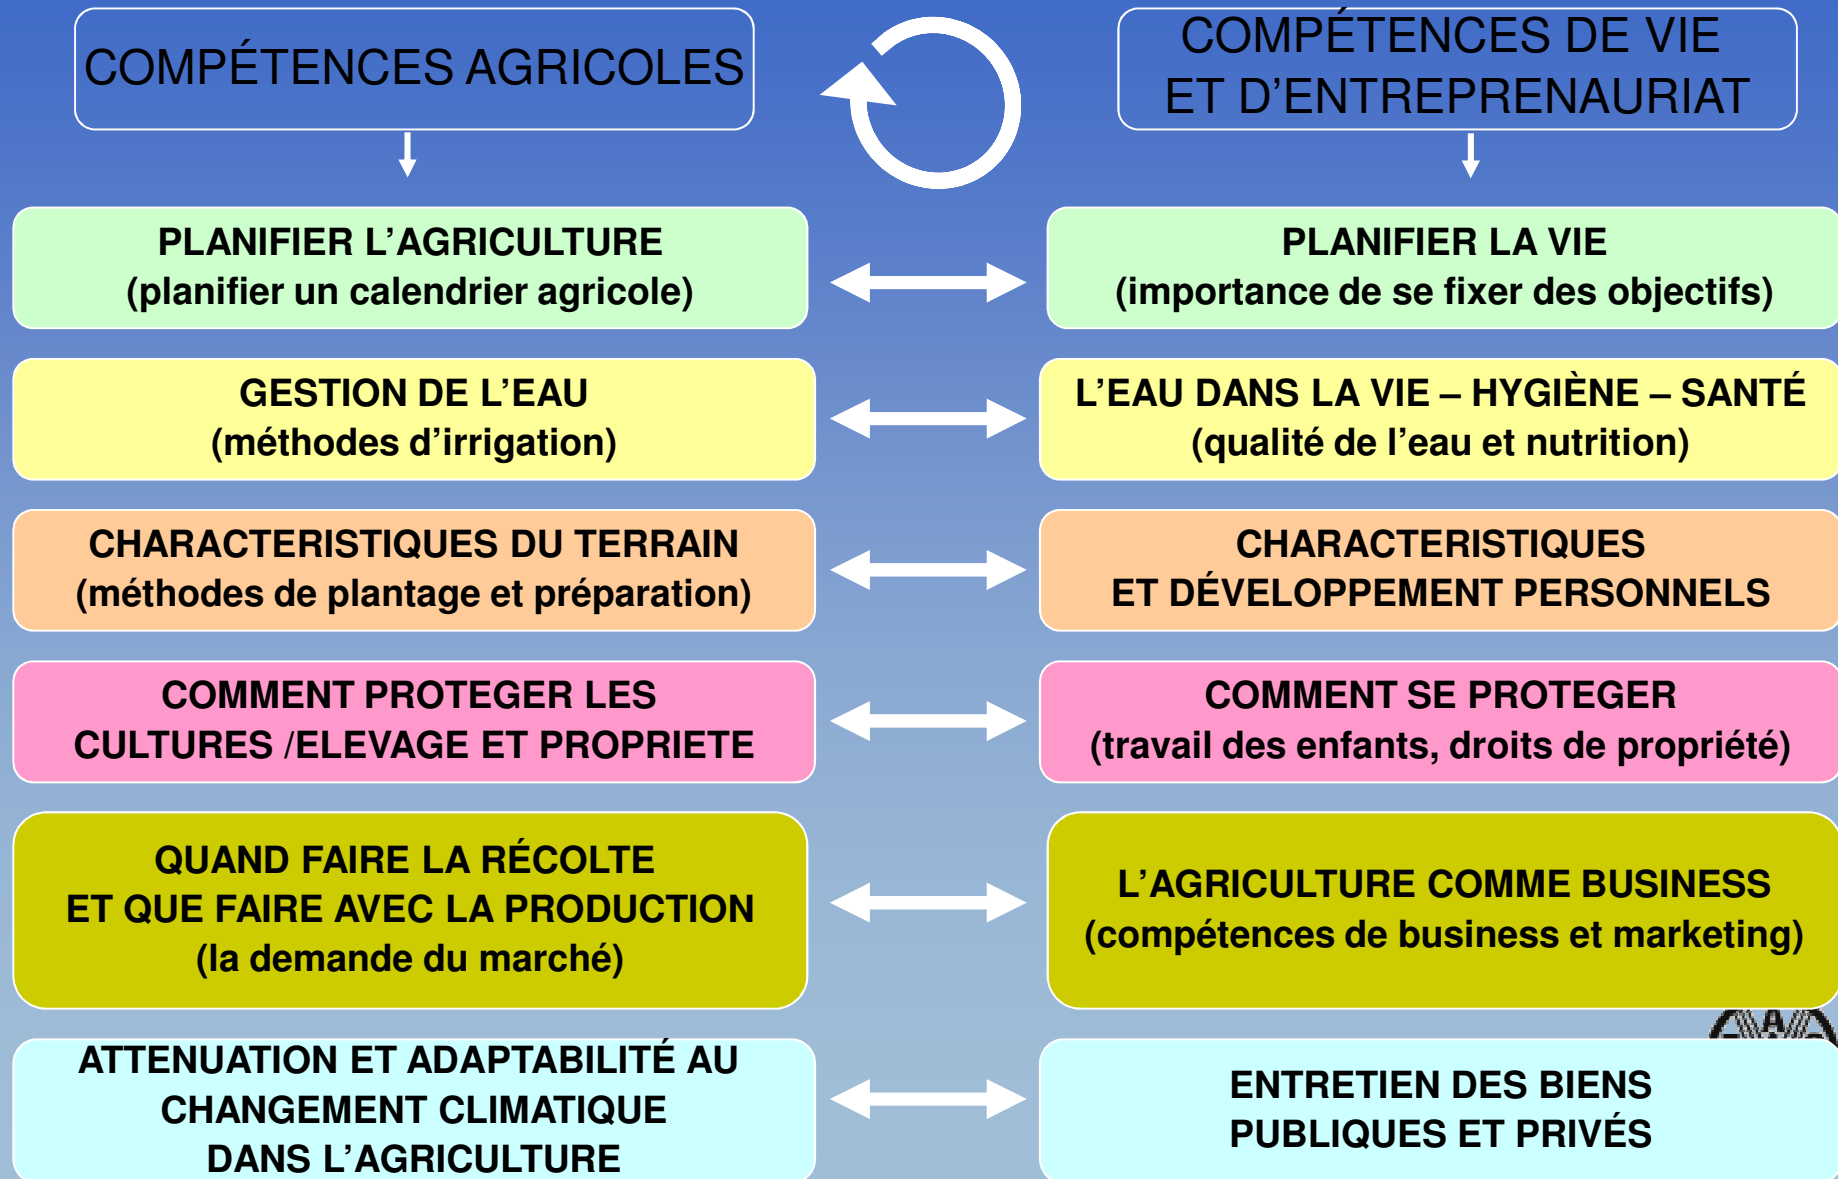 COMPÉTENCES AGRICOLES
COMPÉTENCES DE VIE
ET D'ENTREPRENAURIAT
PLANIFIER L’AGRICULTURE
(planifier un calendrier agricole)
PLANIFIER LA VIE
(importance de se fixer des objectifs)
GESTION DE L’EAU
(méthodes d’irrigation)
L’EAU DANS LA VIE – HYGIÈNE – SANTÉ
(qualité de l’eau et nutrition)
CHARACTERISTIQUES DU TERRAIN
(méthodes de plantage et préparation)
CHARACTERISTIQUES
ET DÉVELOPPEMENT PERSONNELS
COMMENT PROTEGER LES
CULTURES /ELEVAGE ET PROPRIETE
COMMENT SE PROTEGER
(travail des enfants, droits de propriété)
QUAND FAIRE LA RÉCOLTE
ET QUE FAIRE AVEC LA PRODUCTION
(la demande du marché)
L’AGRICULTURE COMME BUSINESS
(compétences de business et marketing)
ATTENUATION ET ADAPTABILITÉ AU
CHANGEMENT CLIMATIQUE
DANS L’AGRICULTURE
ENTRETIEN DES BIENS
PUBLIQUES ET PRIVÉS